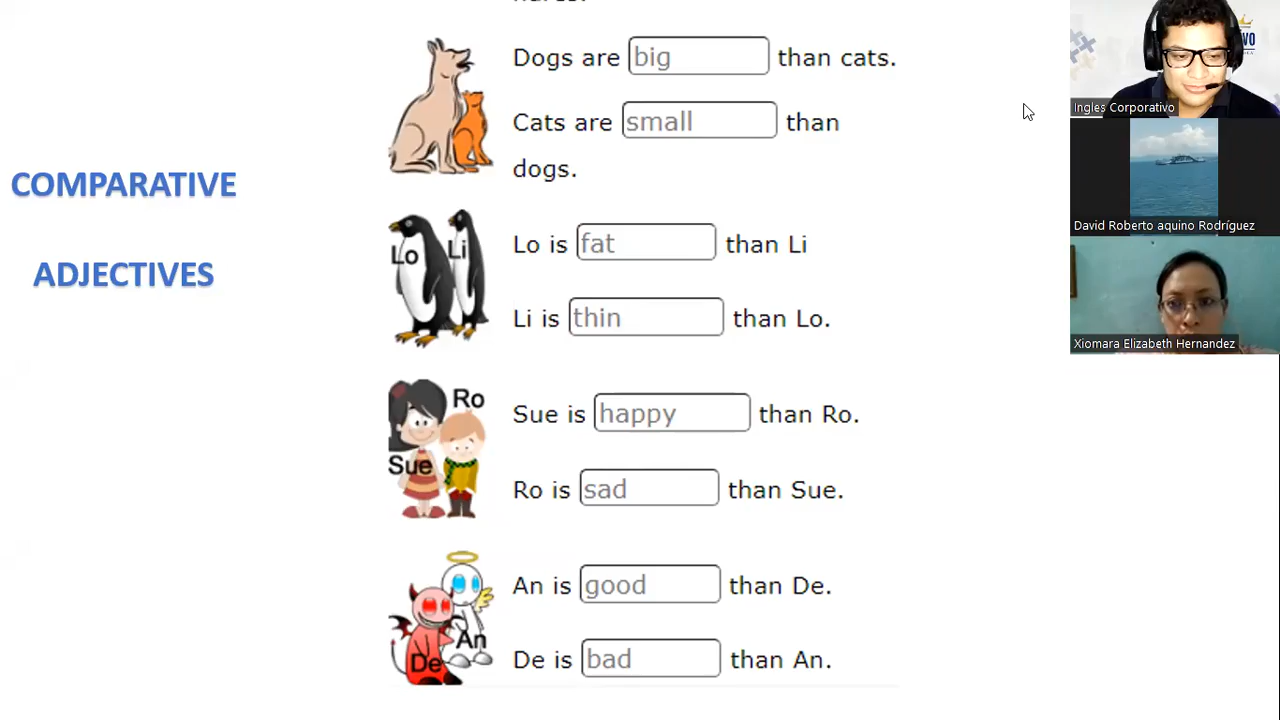 Dogs are big than cats.
Cats are small than
dogs.
COMPARATIVE
ADJECTIVES
Lo
Li
Lo is fat than Li
Li is thin than Lo.
Ro
Sue
Sue is happy than Ro.
Ro is sad than Sue.
An
De
An is good than De.
De is bad than An.
Ingles Corporativo
David Roberto aquino Rodríguez
Xiomara Elizabeth Hernandez